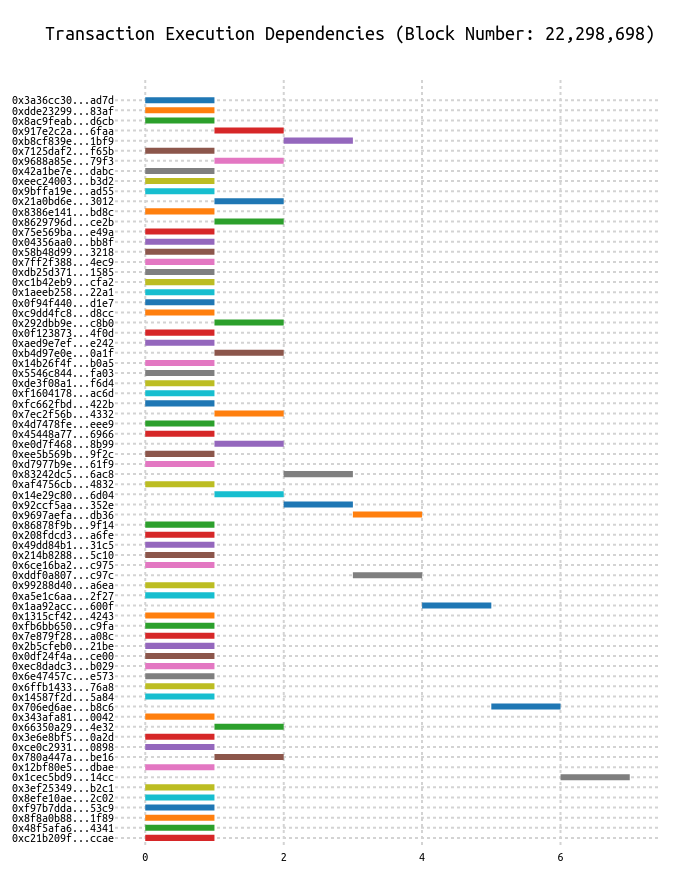 Transaction Execution Dependencies (Block Number: 22,298,698)
0x3a36cc30...ad7d
0xdde23299...83af
0x8ac9feab...d6cb
0x917e2c2a...6faa
0xb8cf839e...1bf9
0x7125daf2...f65b
0x9688a85e...79f3
0x42a1be7e...dabc
0xeec24003...b3d2
0x9bffa19e...ad55
0x21a0bd6e...3012
0x8386e141...bd8c
0x8629796d...ce2b
0x75e569ba...e49a
0x04356aa0...bb8f
0x58b48d99...3218
0x7ff2f388...4ec9
0xdb25d371...1585
0xc1b42eb9...cfa2
0x1aeeb258...22a1
0x0f94f440...d1e7
0xc9dd4fc8...d8cc
0x292dbb9e...c8b0
0x0f123873...4f0d
0xaed9e7ef...e242
0xb4d97e0e...0a1f
0x14b26f4f...b0a5
0x5546c844...fa03
0xde3f08a1...f6d4
0xf1604178...ac6d
0xfc662fbd...422b
0x7ec2f56b...4332
0x4d7478fe...eee9
0x45448a77...6966
0xe0d7f468...8b99
0xee5b569b...9f2c
0xd7977b9e...61f9
0x83242dc5...6ac8
0xaf4756cb...4832
0x14e29c80...6d04
0x92ccf5aa...352e
0x9697aefa...db36
0x86878f9b...9f14
0x208fdcd3...a6fe
0x49dd84b1...31c5
0x214b8288...5c10
0x6ce16ba2...c975
0xddf0a807...c97c
0x99288d40...a6ea
0xa5e1c6aa...2f27
0x1aa92acc...600f
0x1315cf42...4243
0xfb6bb650...c9fa
0x7e879f28...a08c
0x2b5cfeb0...21be
0x0df24f4a...ce00
0xec8dadc3...b029
0x6e47457c...e573
0x6ffb1433...76a8
0x14587f2d...5a84
0x706ed6ae...b8c6
0x343afa81...0042
0x66350a29...4e32
0x3e6e8bf5...0a2d
0xce0c2931...0898
0x780a447a...be16
0x12bf80e5...dbae
0x1cec5bd9...14cc
0x3ef25349...b2c1
0x8efe10ae...2c02
0xf97b7dda...53c9
0x8f8a0b88...1f89
0x48f5afa6...4341
0xc21b209f...ccae
0 2 4 6